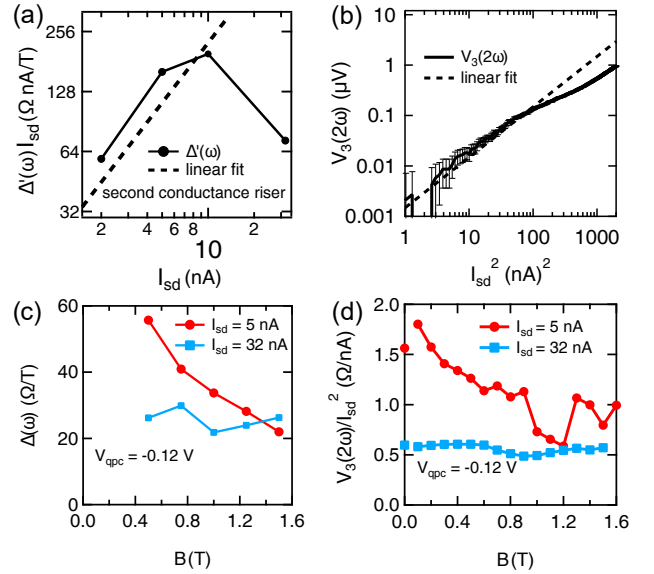 (a)
Δ'(ω) I_sd (Ω nA/T)
256
128
64
32
Δ'(ω)
linear fit
second conductance riser
2
4
6
8
10
2
I_sd (nA)
(b)
V_3(2ω) (μV)
10
1
0.1
0.01
0.001
V_3(2ω)
linear fit
1
10
100
1000
I_sd^2 (nA)^2
(c)
Δ(ω) (Ω/T)
60
40
20
0
I_sd = 5 nA
I_sd = 32 nA
V_qpc = -0.12 V
0.0
0.4
0.8
1.2
1.6
B(T)
(d)
V_3(2ω)/I_sd^2 (Ω/nA)
2.0
1.5
1.0
0.5
0.0
I_sd = 5 nA
I_sd = 32 nA
V_qpc = -0.12 V
0.0
0.4
0.8
1.2
1.6
B(T)